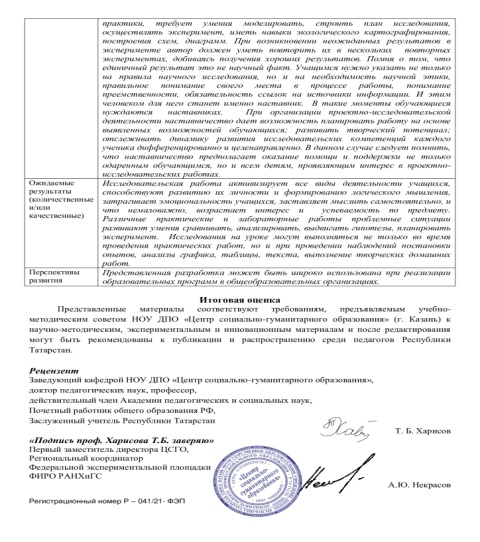 практики, требует умения моделировать, строить план исследования,
осуществлять эксперимент, иметь навыки экологического картографирования,
построения схем, диаграмм. При возникновении неожиданных результатов в
эксперименте автор должен уметь повторить их в нескольких повторных
экспериментах, добиваясь получения хороших результатов. Помня о том, что
единичный результат это не научный факт. Учащимся нужно указать не только
на правила научного исследования, но и на необходимость научной этики,
правильное понимание своего места в процессе работы, понимание
преемственности, обязательность ссылок на источники информации. И этим
человеком для него станет именно наставник. В такие моменты обучающиеся
нуждаются наставниках. При организации проектно-исследовательской
деятельности наставничество дает возможность планировать работу на основе
выявленных возможностей обучающихся; развивать творческий потенциал;
отслеживать динамику развития исследовательских компетенций каждого
ученика дифференцированно и целенаправленно. В данном случае следует помнить,
что наставничество предполагает оказание помощи и поддержки не только
одаренным обучающимся, но и всем детям, проявляющим интерес в проектно-
исследовательских работах.
Ожидаемые результаты (количественные и/или качественные)
Исследовательская работа активизирует все виды деятельности учащихся,
способствует развитию их личности и формированию логического мышления,
затрагивает эмоциональность учащихся, заставляет мыслить самостоятельно, и
что немаловажно, возрастает интерес и успеваемость по предмету.
Различные практические и лабораторные работы проблемные ситуации
развивают умения сравнивать, анализировать, выдвигать гипотезы, планировать
эксперимент. Исследования на уроке могут выполняться не только во время
проведения практических работ, но и при проведении наблюдений постановки
опытов, анализы графика, таблицы, текста, выполнение творческих домашних
работ.
Перспективы развития
Представленная разработка может быть широко использована при реализации
образовательных программ в общеобразовательных организациях.
Итоговая оценка
Представленные материалы соответствуют требованиям, предъявляемым учебно-
методическим советом НОУ ДПО «Центр социально-гуманитарного образования» (г. Казань) к
научно-методическим, экспериментальным и инновационным материалам и после редактирования
могут быть рекомендованы к публикации и распространению среди педагогов Республики
Татарстан.
Рецензент
Заведующий кафедрой НОУ ДПО «Центр социально-гуманитарного образования»,
доктор педагогических наук, профессор,
действительный член Академии педагогических и социальных наук,
Почетный работник общего образования РФ,
Заслуженный учитель Республики Татарстан
Т. Б. Харисов
«Подпись проф. Харисова Т.Б. заверяю»
Первый заместитель директора ЦСГО,
Региональный координатор
Федеральной экспериментальной площадки
ФИРО РАНХиГС
А.Ю. Некрасов
«Центр
социально-
гуманитарного
образования»
Регистрационный номер Р – 041/21- ФЭП